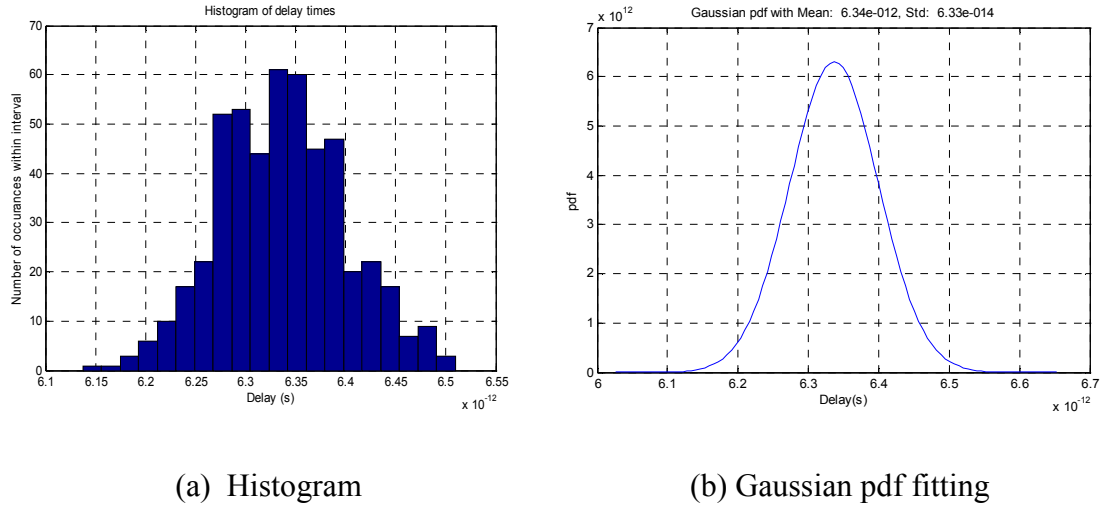 Histogram of delay times
70
60
50
40
30
20
10
0
Number of occurances within interval
6.1 6.15 6.2 6.25 6.3 6.35 6.4 6.45 6.5 6.55
Delay (s)
x 10-12
(a) Histogram
Gaussian pdf with Mean: 6.34e-012, Std: 6.33e-014
x 10^12
7
6
5
4
3
2
1
0
pdf
6 6.1 6.2 6.3 6.4 6.5 6.6 6.7
Delay(s)
x 10-12
(b) Gaussian pdf fitting